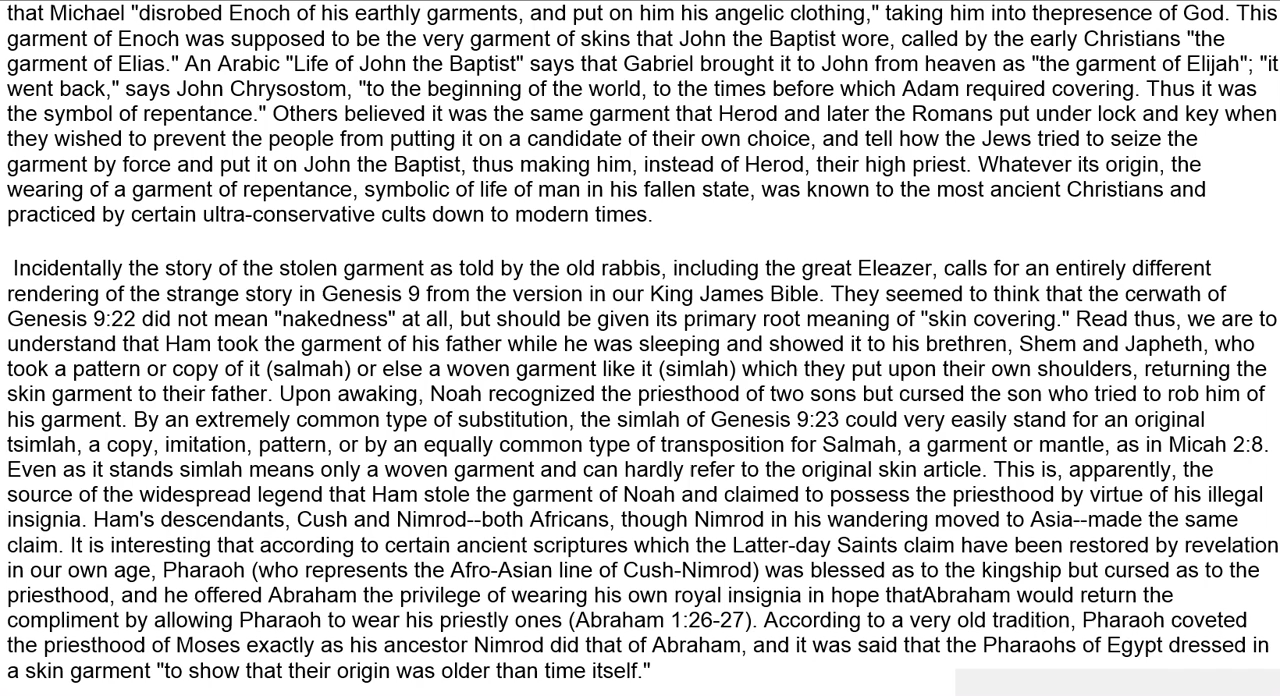 that Michael "disrobed Enoch of his earthly garments, and put on him his angelic clothing," taking him into thepresence of God. This
garment of Enoch was supposed to be the very garment of skins that John the Baptist wore, called by the early Christians "the
garment of Elias." An Arabic "Life of John the Baptist" says that Gabriel brought it to John from heaven as "the garment of Elijah"; "it
went back," says John Chrysostom, "to the beginning of the world, to the times before which Adam required covering. Thus it was
the symbol of repentance." Others believed it was the same garment that Herod and later the Romans put under lock and key when
they wished to prevent the people from putting it on a candidate of their own choice, and tell how the Jews tried to seize the
garment by force and put it on John the Baptist, thus making him, instead of Herod, their high priest. Whatever its origin, the
wearing of a garment of repentance, symbolic of life of man in his fallen state, was known to the most ancient Christians and
practiced by certain ultra-conservative cults down to modern times.
Incidentally the story of the stolen garment as told by the old rabbis, including the great Eleazer, calls for an entirely different
rendering of the strange story in Genesis 9 from the version in our King James Bible. They seemed to think that the cerwath of
Genesis 9:22 did not mean "nakedness" at all, but should be given its primary root meaning of "skin covering." Read thus, we are to
understand that Ham took the garment of his father while he was sleeping and showed it to his brethren, Shem and Japheth, who
took a pattern or copy of it (salmah) or else a woven garment like it (simlah) which they put upon their own shoulders, returning the
skin garment to their father. Upon awaking, Noah recognized the priesthood of two sons but cursed the son who tried to rob him of
his garment. By an extremely common type of substitution, the simlah of Genesis 9:23 could very easily stand for an original
tsimlah, a copy, imitation, pattern, or by an equally common type of transposition for Salmah, a garment or mantle, as in Micah 2:8.
Even as it stands simlah means only a woven garment and can hardly refer to the original skin article. This is, apparently, the
source of the widespread legend that Ham stole the garment of Noah and claimed to possess the priesthood by virtue of his illegal
insignia. Ham's descendants, Cush and Nimrod--both Africans, though Nimrod in his wandering moved to Asia--made the same
claim. It is interesting that according to certain ancient scriptures which the Latter-day Saints claim have been restored by revelation
in our own age, Pharaoh (who represents the Afro-Asian line of Cush-Nimrod) was blessed as to the kingship but cursed as to the
priesthood, and he offered Abraham the privilege of wearing his own royal insignia in hope thatAbraham would return the
compliment by allowing Pharaoh to wear his priestly ones (Abraham 1:26-27). According to a very old tradition, Pharaoh coveted
the priesthood of Moses exactly as his ancestor Nimrod did that of Abraham, and it was said that the Pharaohs of Egypt dressed in
a skin garment "to show that their origin was older than time itself."